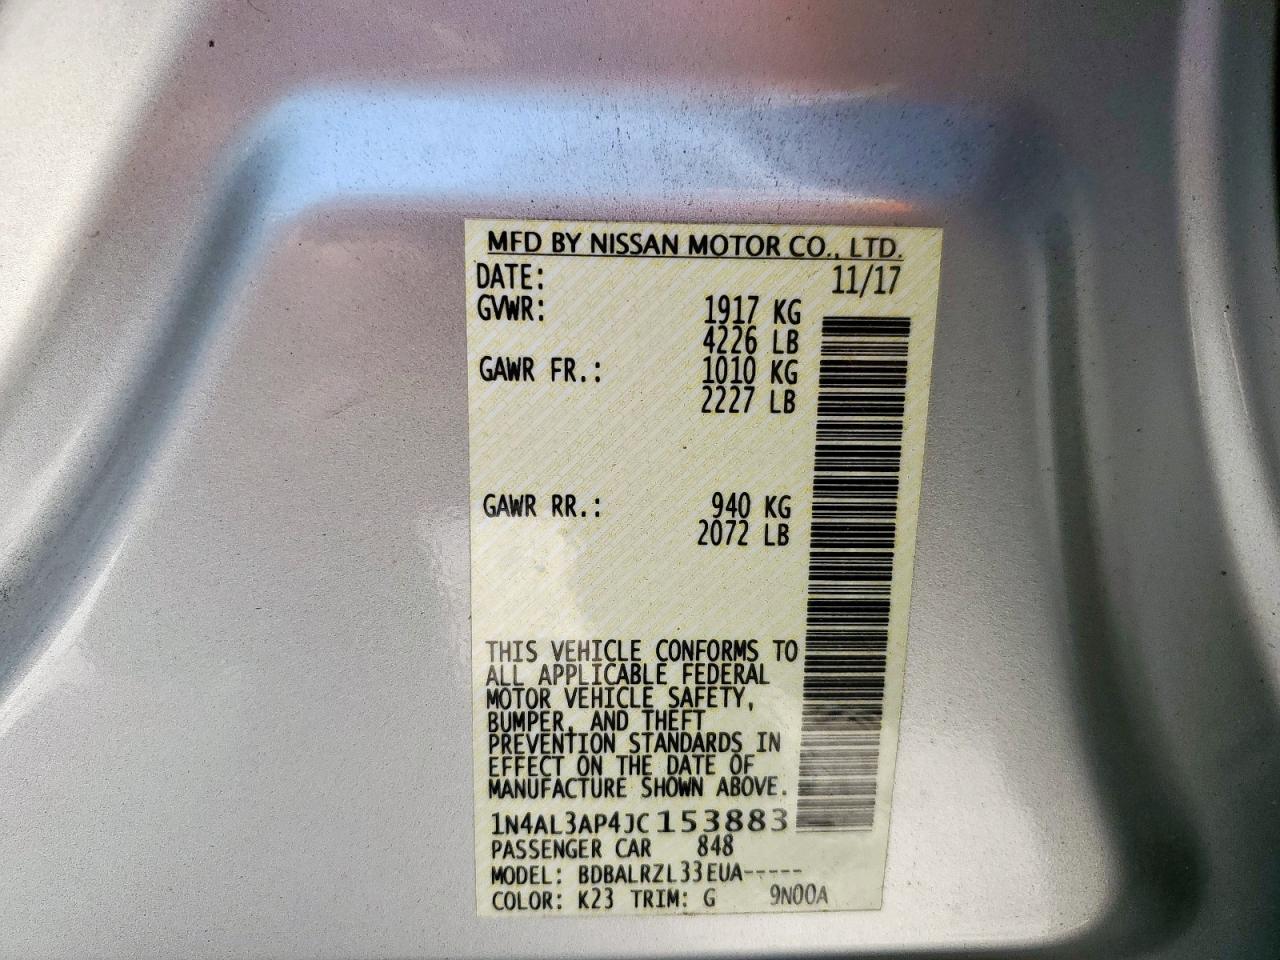 MFD BY NISSAN MOTOR CO., LTD.
DATE: 11/17
GVWR: 1917 KG
4226 LB
GAWR FR.: 1010 KG
2227 LB
GAWR RR.: 940 KG
2072 LB
THIS VEHICLE CONFORMS TO
ALL APPLICABLE FEDERAL
MOTOR VEHICLE SAFETY,
BUMPER, AND THEFT
PREVENTION STANDARDS IN
EFFECT ON THE DATE OF
MANUFACTURE SHOWN ABOVE.
1N4AL3AP4JC153883
PASSENGER CAR 848
MODEL: BDBALRZL33EUA-----
COLOR: K23 TRIM: G 9N00A